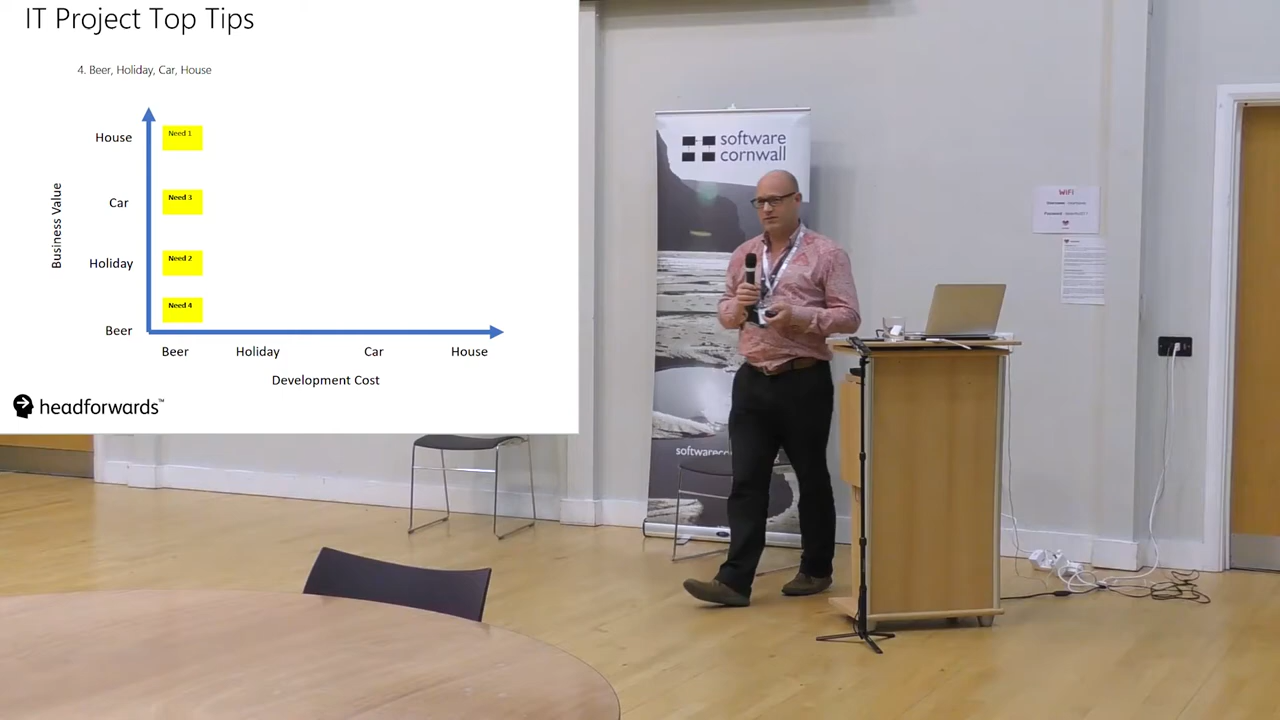 IT Project Top Tips
4. Beer, Holiday, Car, House
Business Value
House
Need 1
Car
Need 3
Holiday
Need 2
Need 4
Beer
Beer Holiday Car House
Development Cost
headforwards™
software
cornwall
WiFi